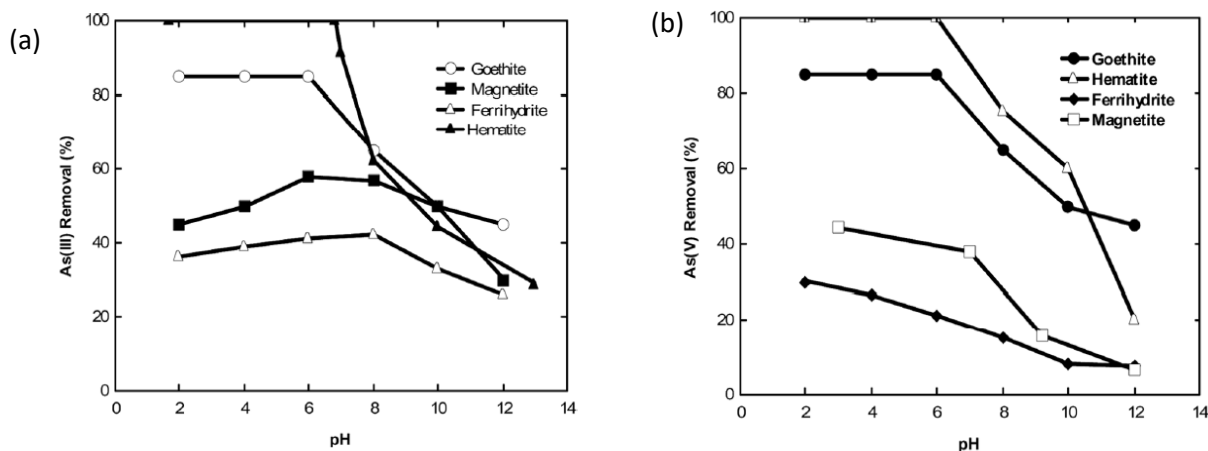 (a)
100
80
60
40
20
0
As(III) Removal (%)
Goethite
Magnetite
Ferrihydrite
Hematite
0 2 4 6 8 10 12 14
pH
(b)
100
80
60
40
20
0
As(V) Removal (%)
Goethite
Hematite
Ferrihydrite
Magnetite
0 2 4 6 8 10 12 14
pH